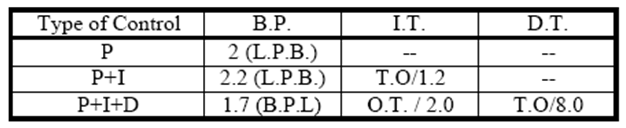 Type of Control B.P. I.T. D.T.
P 2 (L.P.B.) -- --
P+I 2.2 (L.P.B.) T.O/1.2 --
P+I+D 1.7 (B.P.L) O.T. / 2.0 T.O/8.0